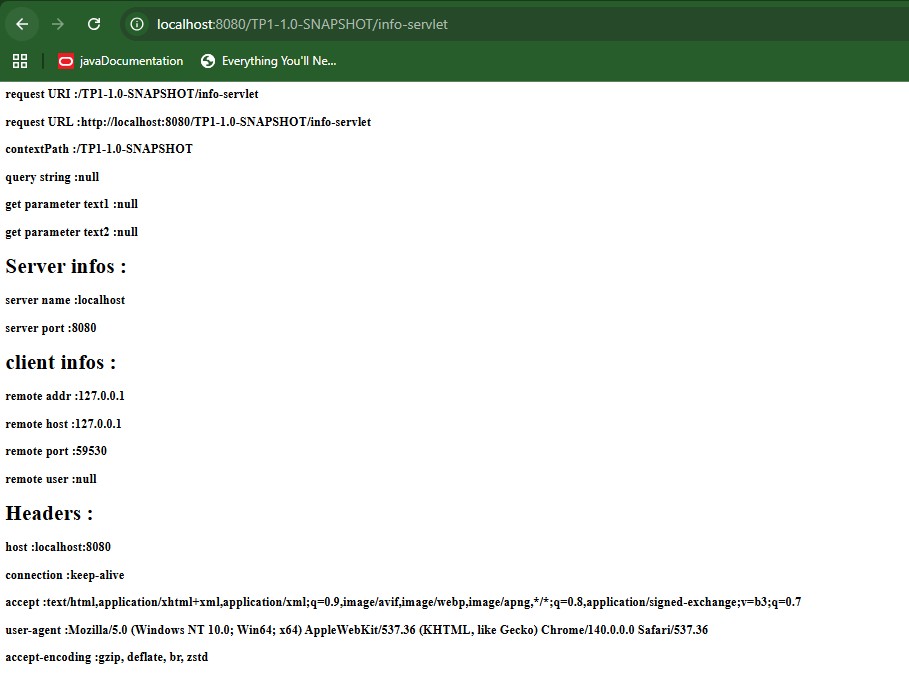 localhost:8080/TP1-1.0-SNAPSHOT/info-servlet
javaDocumentation Everything You'll Ne...
request URI :/TP1-1.0-SNAPSHOT/info-servlet
request URL :http://localhost:8080/TP1-1.0-SNAPSHOT/info-servlet
contextPath :/TP1-1.0-SNAPSHOT
query string :null
get parameter text1 :null
get parameter text2 :null
Server infos :
server name :localhost
server port :8080
client infos :
remote addr :127.0.0.1
remote host :127.0.0.1
remote port :59530
remote user :null
Headers :
host :localhost:8080
connection :keep-alive
accept :text/html,application/xhtml+xml,application/xml;q=0.9,image/avif,image/webp,image/apng,*/*;q=0.8,application/signed-exchange;v=b3;q=0.7
user-agent :Mozilla/5.0 (Windows NT 10.0; Win64; x64) AppleWebKit/537.36 (KHTML, like Gecko) Chrome/140.0.0.0 Safari/537.36
accept-encoding :gzip, deflate, br, zstd